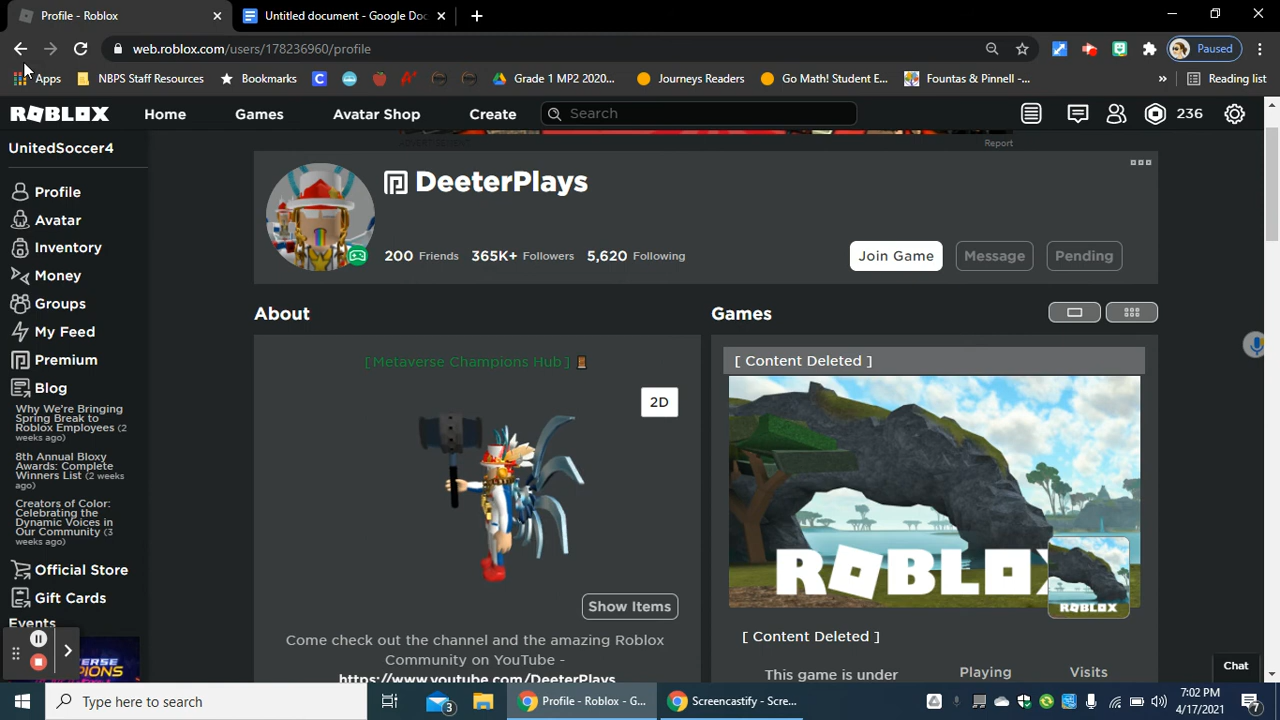 Profile - Roblox
Untitled document - Google Doc
web.roblox.com/users/178236960/profile
Paused
Apps
NBPS Staff Resources
Bookmarks
Grade 1 MP2 2020...
Journeys Readers
Go Math! Student E...
Fountas & Pinnell -...
»
Reading list
ROBLOX
Home
Games
Avatar Shop
Create
Search
236
UnitedSoccer4
Report
Profile
Avatar
Inventory
Money
Groups
My Feed
Premium
Blog
Why We're Bringing
Spring Break to
Roblox Employees (2
weeks ago)
8th Annual Bloxy
Awards: Complete
Winners List (2 weeks
ago)
Creators of Color:
Celebrating the
Dynamic Voices in
Our Community (3
weeks ago)
Official Store
Gift Cards
Events
DeeterPlays
200 Friends
365K+ Followers
5,620 Following
Join Game
Message
Pending
About
[Metaverse Champions Hub]
2D
Show Items
Come check out the channel and the amazing Roblox
Community on YouTube -
https://www.youtube.com/DeeterPlays
Games
[ Content Deleted ]
ROBLOX
ROBLOX
[ Content Deleted ]
This game is under
Playing
Visits
Chat
Type here to search
3
Profile - Roblox - G...
Screencastify - Scre...
7:02 PM
4/17/2021
7